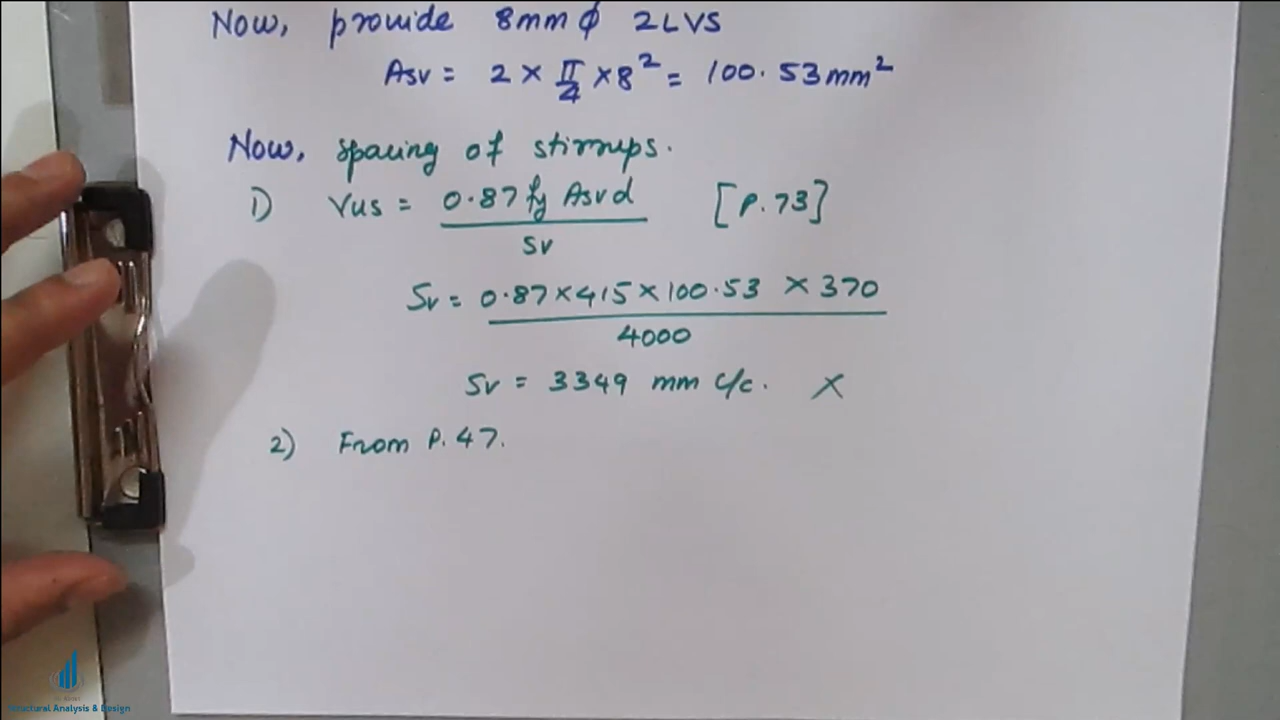 Now, provide 8mm ϕ 2LVS
Asv = 2 × π/4 × 8² = 100.53mm²
Now, spacing of stirrups.
1) Vus = 0.87 fy Asv d / Sv [P.73]
Sv = 0.87×415×100.53 × 370 / 4000
Sv = 3349 mm c/c. X
2) From P.47.
Structural Analysis & Design